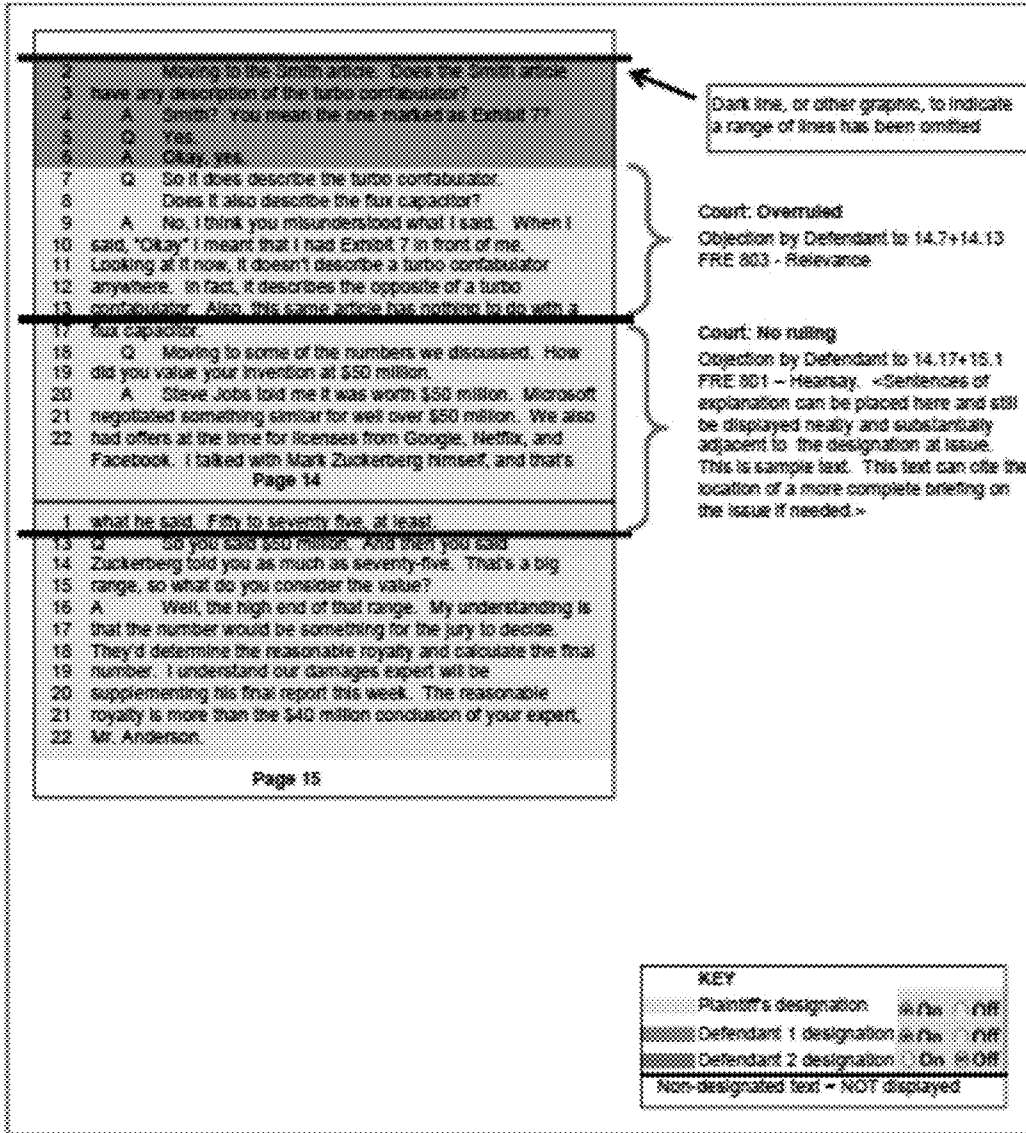 2 Moving to the Smith article. Does the Smith article
3 have any description of the turbo confabulator?
4 A Smith? You mean the one marked as Exhibit 7?
5 Q Yes.
6 A Okay, yes.
7 Q So it does describe the turbo confabulator.
8 Does it also describe the flux capacitor?
9 A No, I think you misunderstood what I said. When I
10 said, "Okay" I meant that I had Exhibit 7 in front of me.
11 Looking at it now, it doesn't describe a turbo confabulator
12 anywhere. In fact, it describes the opposite of a turbo
13 confabulator. Also, this same article has nothing to do with a
17 flux capacitor
18 Q Moving to some of the numbers we discussed. How
19 did you value your invention at $50 million.
20 A Steve Jobs told me it was worth $50 million. Microsoft
21 negotiated something similar for well over $50 million. We also
22 had offers at the time for licenses from Google, Netflix, and
Facebook. I talked with Mark Zuckerberg himself, and that's
Page 14
1 what he said. Fifty to seventy five, at least.
13 Q So you said $50 million. And then you said
14 Zuckerberg told you as much as seventy-five. That's a big
15 range, so what do you consider the value?
16 A Well, the high end of that range. My understanding is
17 that the number would be something for the jury to decide.
18 They'd determine the reasonable royalty and calculate the final
19 number. I understand our damages expert will be
20 supplementing his final report this week. The reasonable
21 royalty is more than the $40 million conclusion of your expert,
22 Mr. Anderson.
Page 15
Dark line, or other graphic, to indicate
a range of lines has been omitted
Court: Overruled
Objection by Defendant to 14.7+14.13
FRE 803 - Relevance
Court: No ruling
Objection by Defendant to 14.17+15.1
FRE 801 – Hearsay. <Sentences of
explanation can be placed here and still
be displayed neatly and substantially
adjacent to the designation at issue.
This is sample text. This text can cite the
location of a more complete briefing on
the issue if needed.>
KEY
Plaintiff's designation On Off
Defendant 1 designation On Off
Defendant 2 designation On Off
Non-designated text ~ NOT displayed